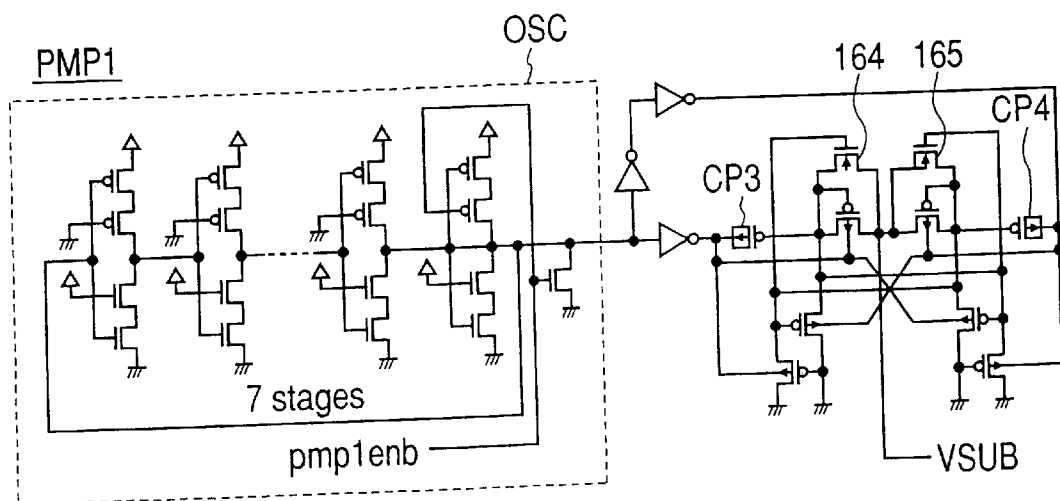 OSC
PMP1
164
165
CP4
CP3
7 stages
pmp1enb
VSUB